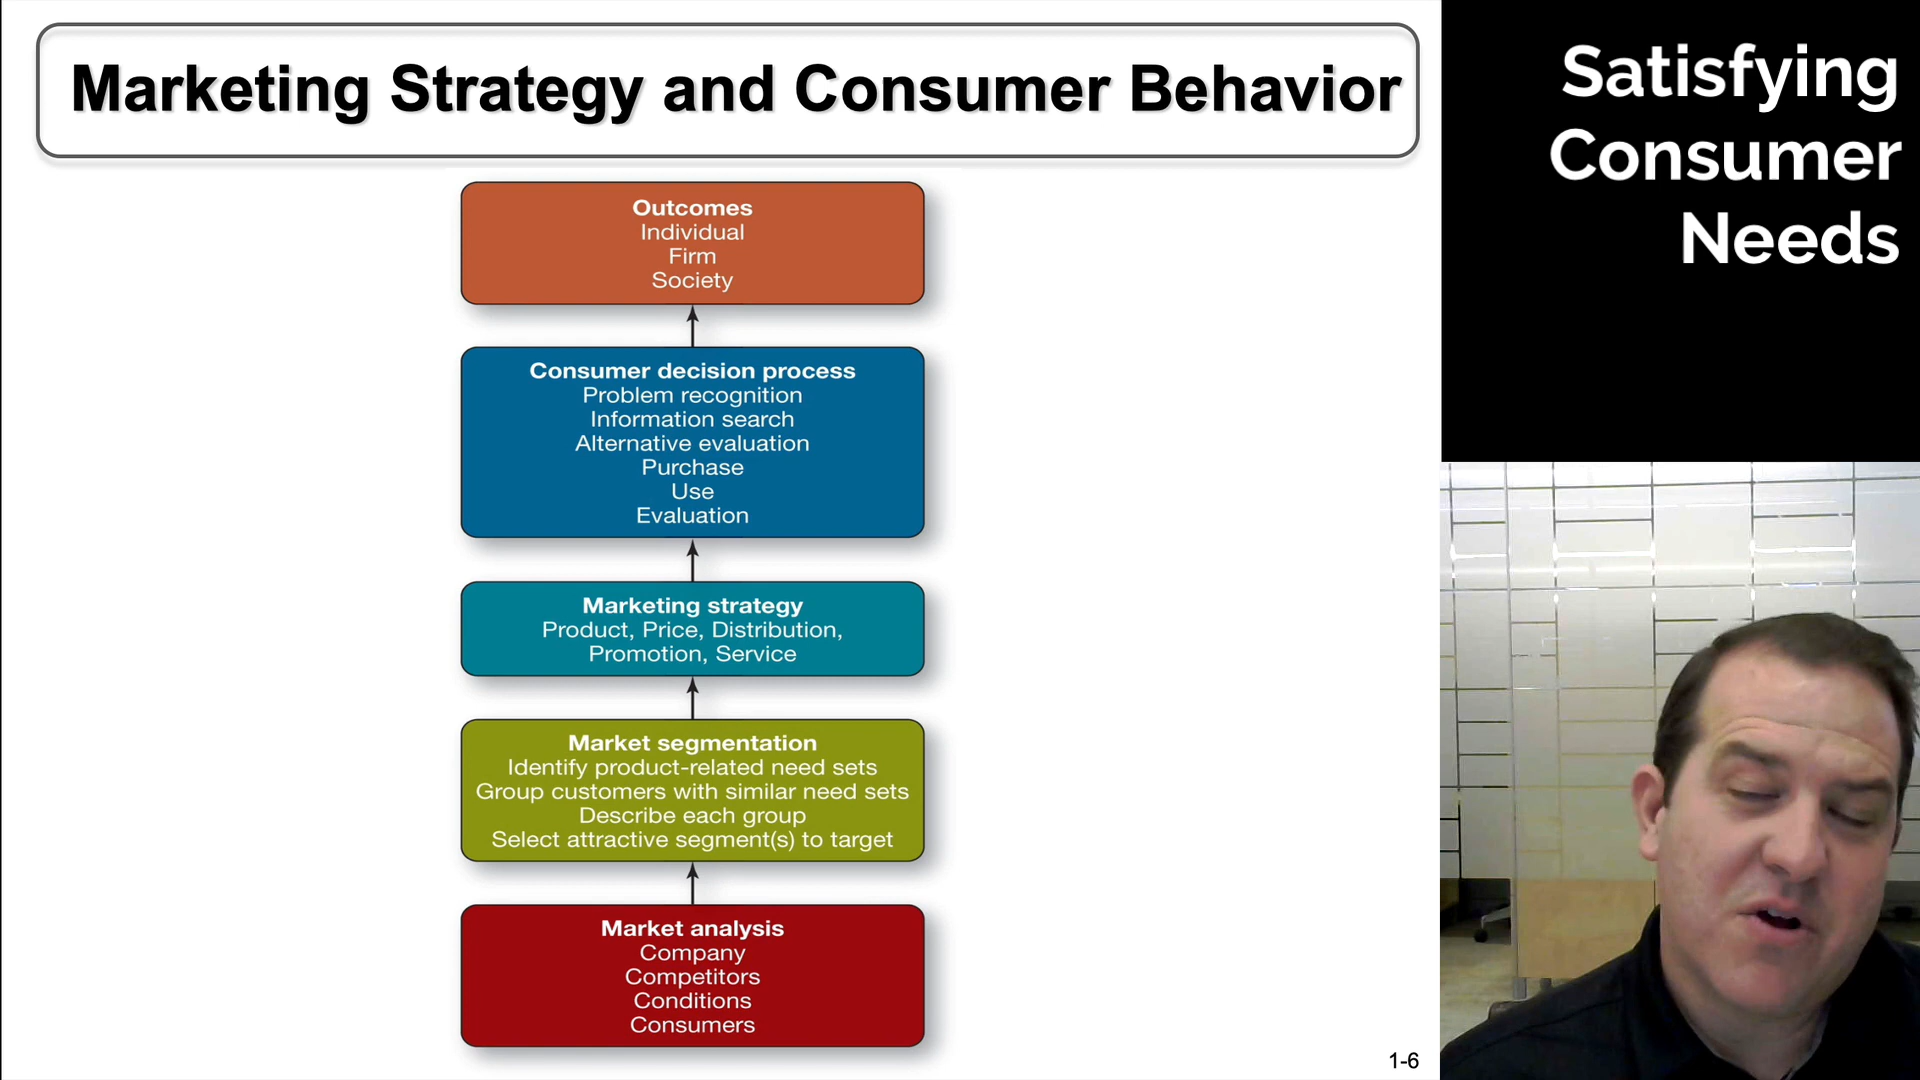 Marketing Strategy and Consumer Behavior
Outcomes
Individual
Firm
Society
Consumer decision process
Problem recognition
Information search
Alternative evaluation
Purchase
Use
Evaluation
Marketing strategy
Product, Price, Distribution,
Promotion, Service
Market segmentation
Identify product-related need sets
Group customers with similar need sets
Describe each group
Select attractive segment(s) to target
Market analysis
Company
Competitors
Conditions
Consumers
1-6
Satisfying
Consumer
Needs